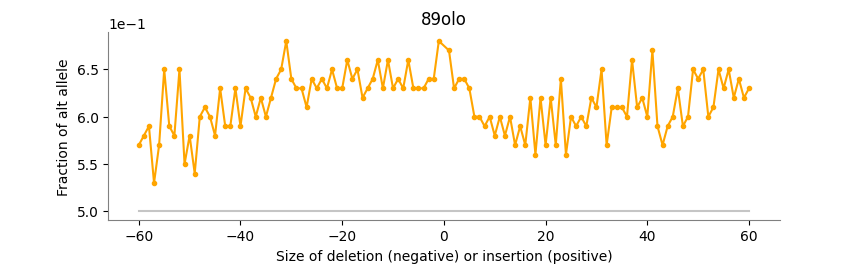 89olo
1e−1
6.5
6.0
5.5
5.0
Fraction of alt allele
−60 −40 −20 0 20 40 60
Size of deletion (negative) or insertion (positive)